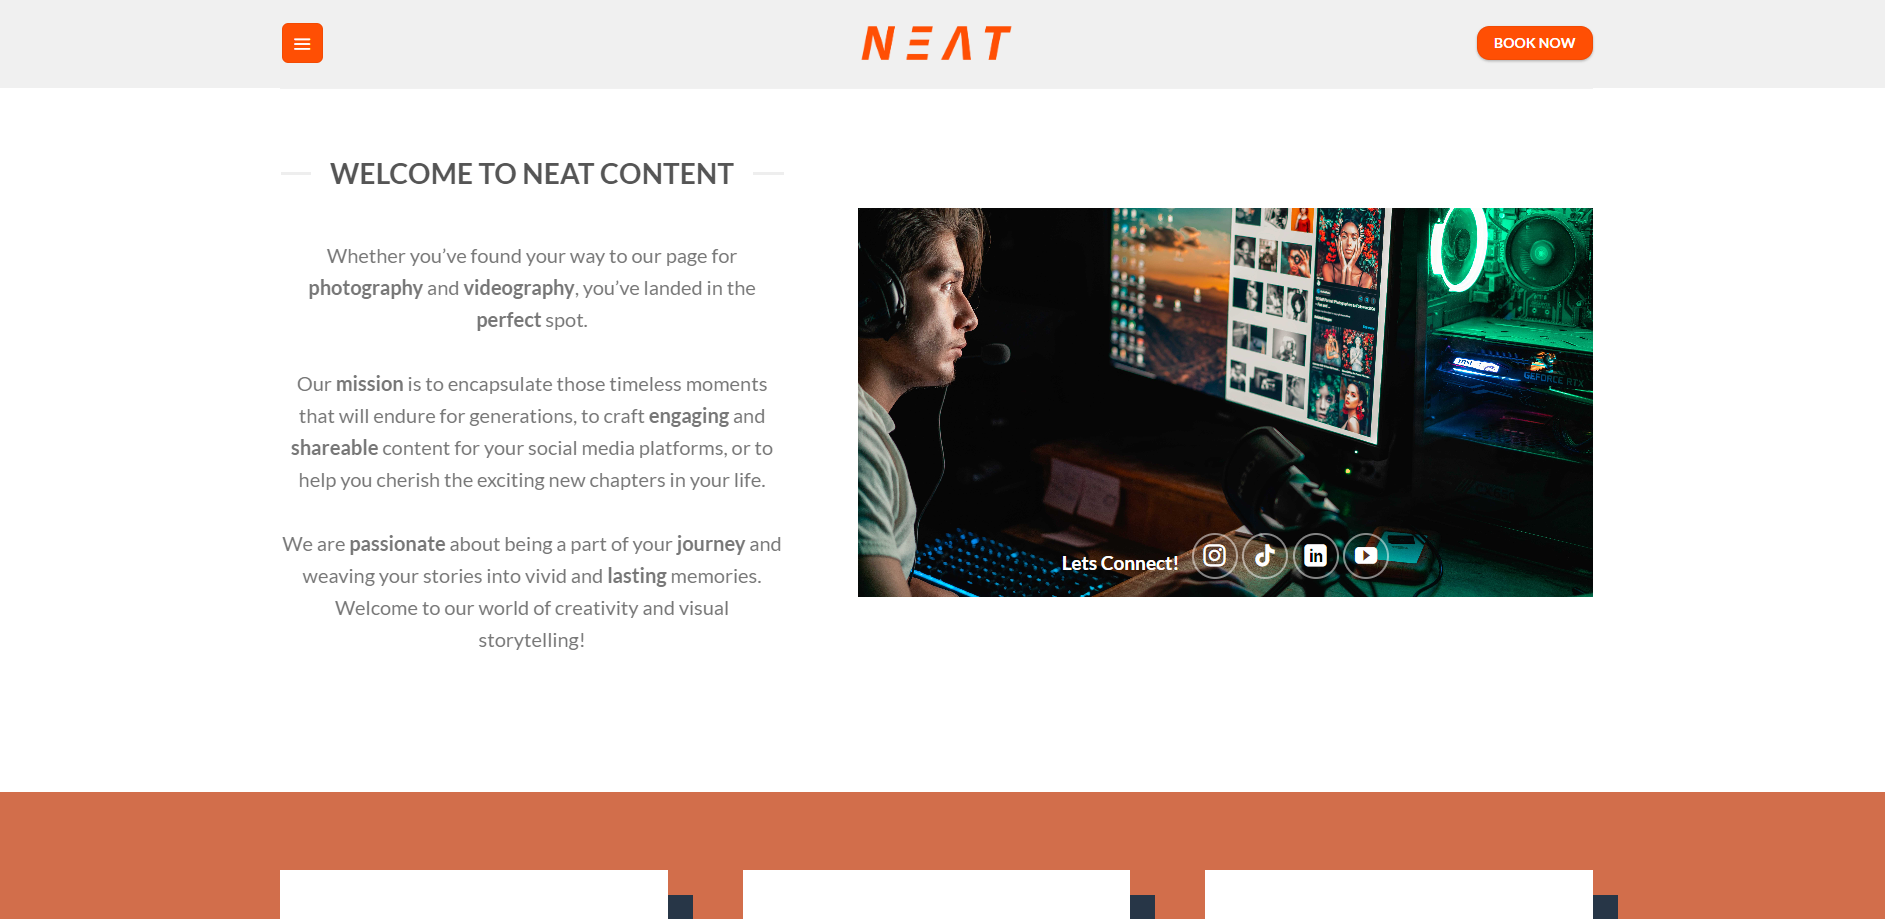 NEAT
BOOK NOW
WELCOME TO NEAT CONTENT
Whether you’ve found your way to our page for
photography and videography, you’ve landed in the
perfect spot.
Our mission is to encapsulate those timeless moments
that will endure for generations, to craft engaging and
shareable content for your social media platforms, or to
help you cherish the exciting new chapters in your life.
We are passionate about being a part of your journey and
weaving your stories into vivid and lasting memories.
Welcome to our world of creativity and visual
storytelling!
GEFORCE RTX
Lets Connect!
in